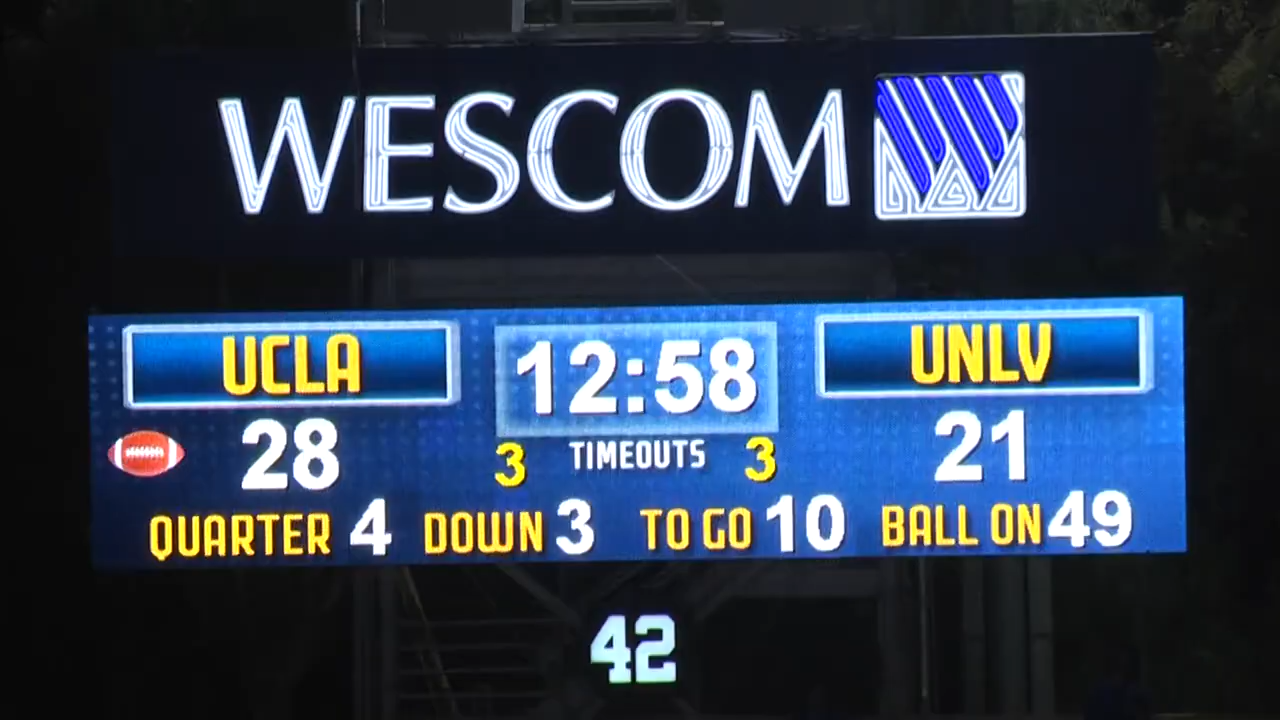 WESCOM
UCLA 12:58 UNLV
28 3 TIMEOUTS 3 21
QUARTER 4 DOWN 3 TO GO 10 BALL ON 49
42